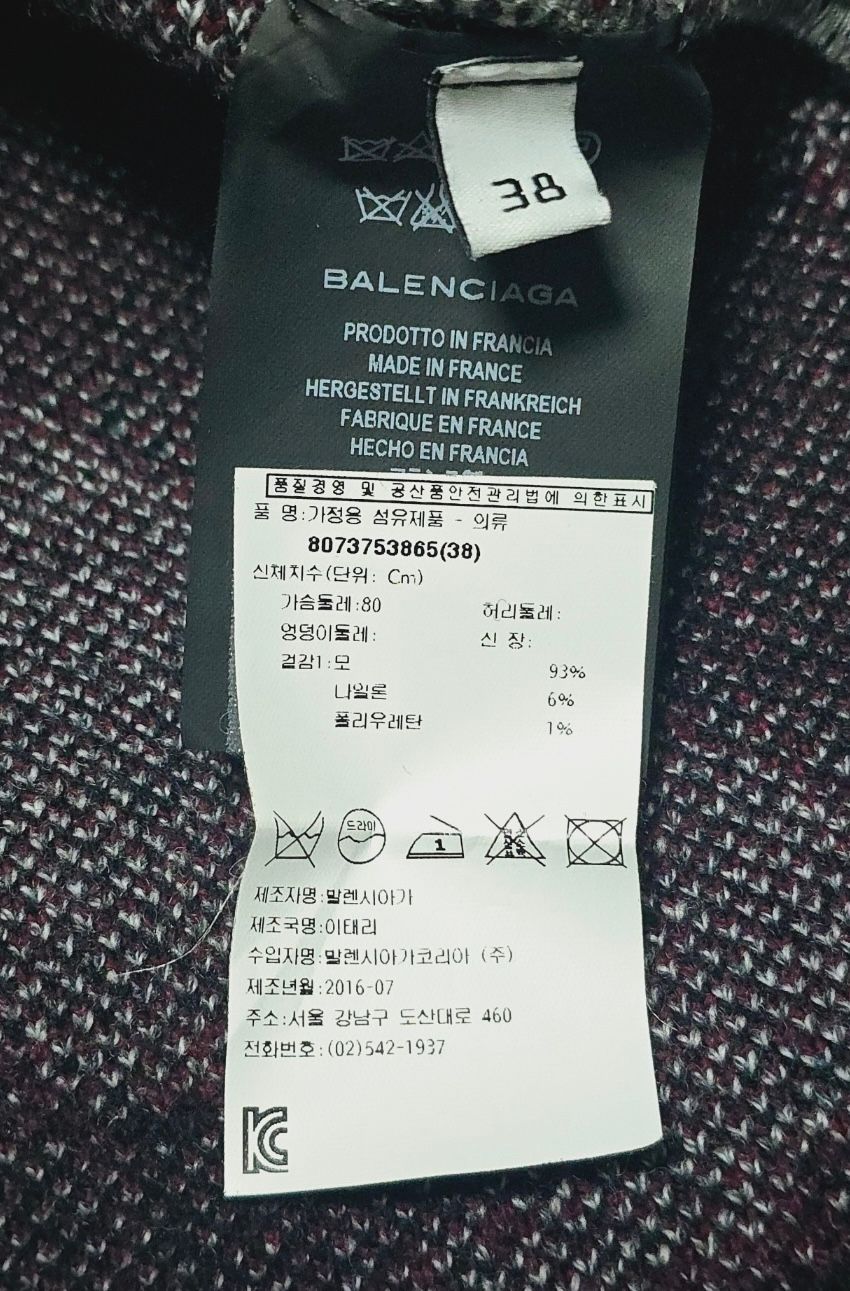 38
BALENCIAGA
PRODOTTO IN FRANCIA
MADE IN FRANCE
HERGESTELLT IN FRANKREICH
FABRIQUE EN FRANCE
HECHO EN FRANCIA
품질경영 및 공산품안전관리법에 의한표시
품 명:가정용 섬유제품 - 의류
8073753865(38)
신체치수(단위: Cm)
가슴둘레:80 허리둘레:
엉덩이둘레: 신 장:
겉감1:모 93%
나일론 6%
폴리우레탄 1%
드라이
1
제조자명:발렌시아가
제조국명:이태리
수입자명:발렌시아가코리아 (주)
제조년월:2016-07
주소:서울 강남구 도산대로 460
전화번호:(02)542-1937
KC